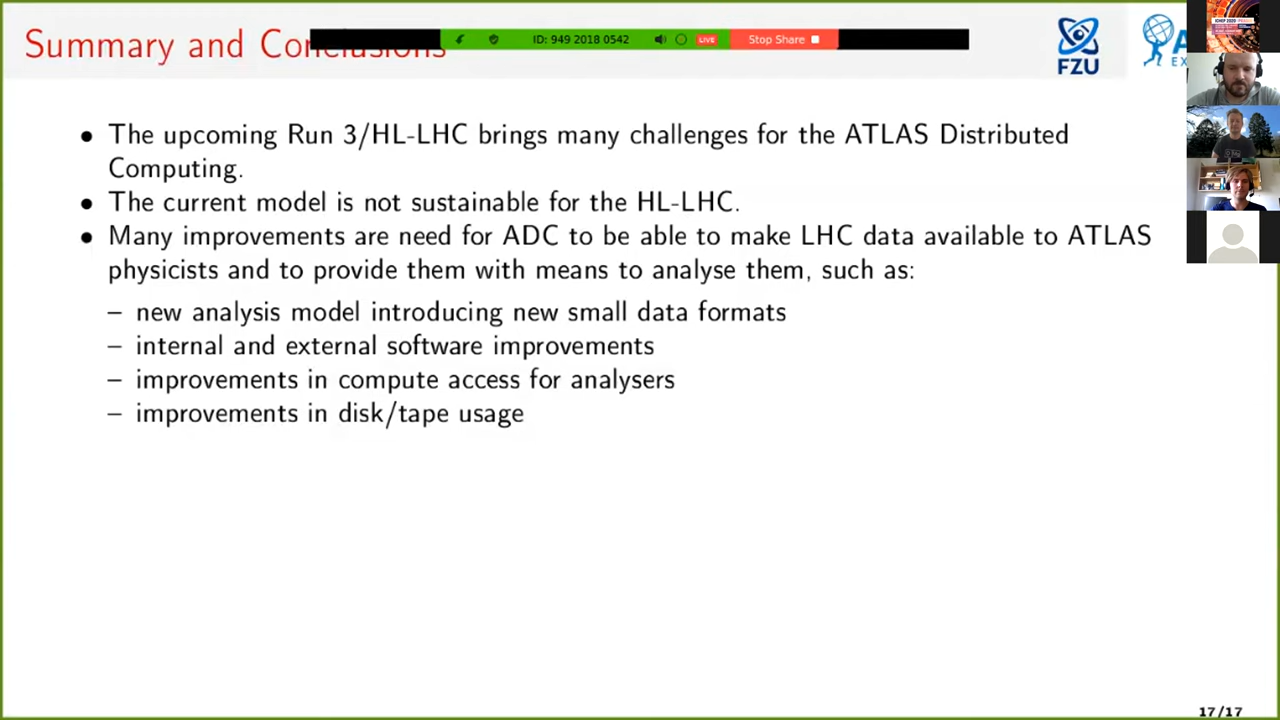 Summary and Conclusions
ID: 949 2018 0542
LIVE
Stop Share
FZU
A
EX
• The upcoming Run 3/HL-LHC brings many challenges for the ATLAS Distributed
Computing.
• The current model is not sustainable for the HL-LHC.
• Many improvements are need for ADC to be able to make LHC data available to ATLAS
physicists and to provide them with means to analyse them, such as:
– new analysis model introducing new small data formats
– internal and external software improvements
– improvements in compute access for analysers
– improvements in disk/tape usage
17/17